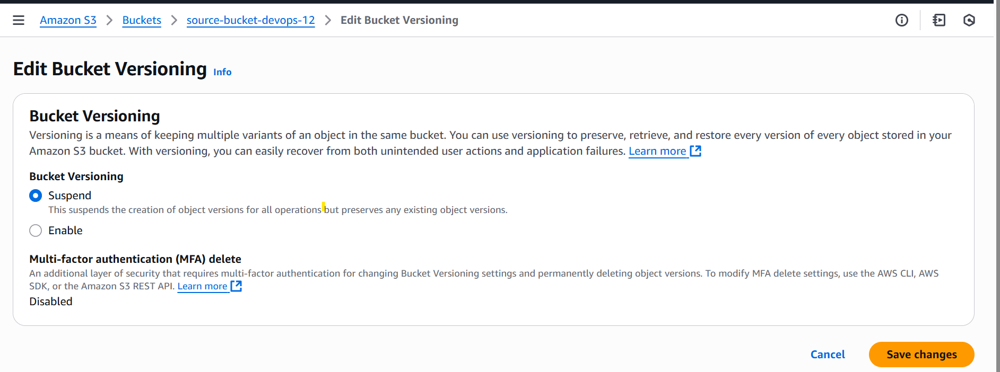 Amazon S3 > Buckets > source-bucket-devops-12 > Edit Bucket Versioning
Edit Bucket Versioning Info
Bucket Versioning
Versioning is a means of keeping multiple variants of an object in the same bucket. You can use versioning to preserve, retrieve, and restore every version of every object stored in your
Amazon S3 bucket. With versioning, you can easily recover from both unintended user actions and application failures. Learn more
Bucket Versioning
Suspend
This suspends the creation of object versions for all operations but preserves any existing object versions.
Enable
Multi-factor authentication (MFA) delete
An additional layer of security that requires multi-factor authentication for changing Bucket Versioning settings and permanently deleting object versions. To modify MFA delete settings, use the AWS CLI, AWS
SDK, or the Amazon S3 REST API. Learn more
Disabled
Cancel Save changes